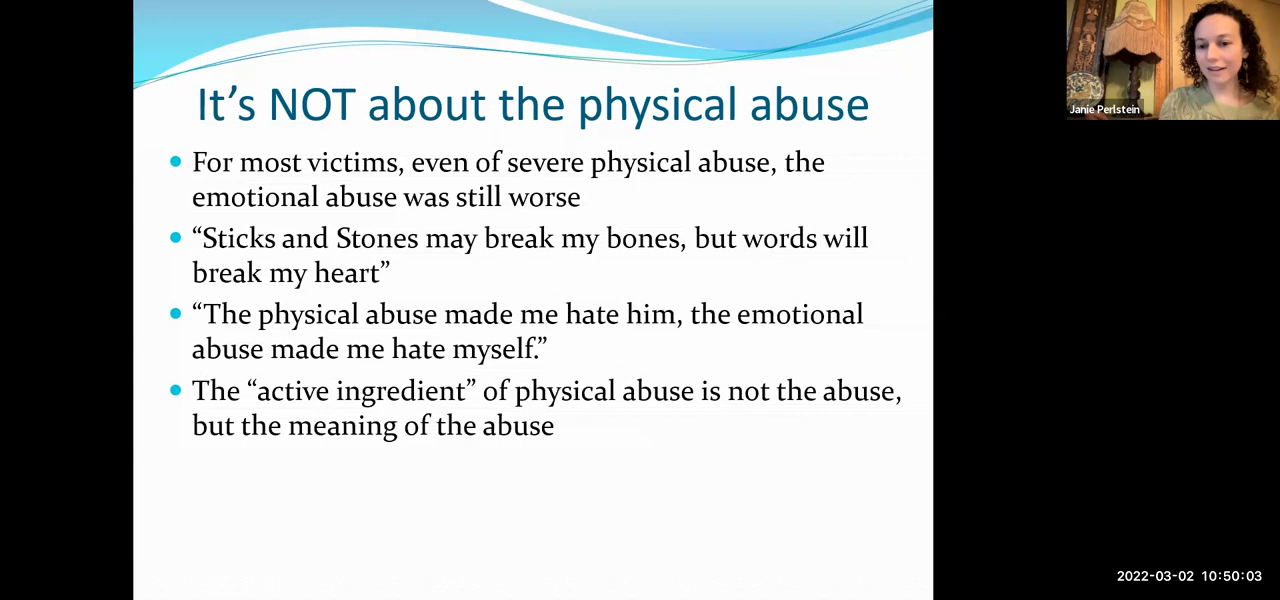 It’s NOT about the physical abuse
For most victims, even of severe physical abuse, the
emotional abuse was still worse
“Sticks and Stones may break my bones, but words will
break my heart”
“The physical abuse made me hate him, the emotional
abuse made me hate myself.”
The “active ingredient” of physical abuse is not the abuse,
but the meaning of the abuse
Janie Perlstein
2022-03-02 10:50:03